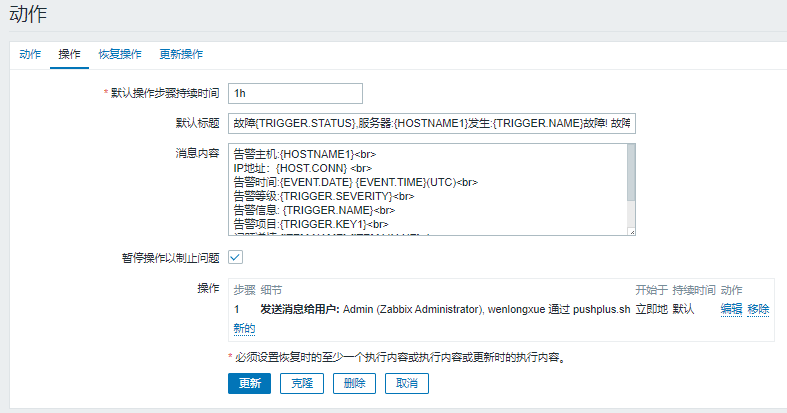 动作
动作 操作 恢复操作 更新操作
* 默认操作步骤持续时间 1h
默认标题 故障{TRIGGER.STATUS},服务器:{HOSTNAME1}发生:{TRIGGER.NAME}故障! 故障
消息内容 告警主机:{HOSTNAME1}<br>
IP地址：{HOST.CONN} <br>
告警时间:{EVENT.DATE} {EVENT.TIME}(UTC)<br>
告警等级:{TRIGGER.SEVERITY}<br>
告警信息: {TRIGGER.NAME}<br>
告警项目:{TRIGGER.KEY1}<br>
暂停操作以制止问题
操作 步骤 细节 开始于 持续时间 动作
1 发送消息给用户: Admin (Zabbix Administrator), wenlongxue 通过 pushplus.sh 立即地 默认 编辑 移除
新的
* 必须设置恢复时的至少一个执行内容或执行内容或更新时的执行内容。
更新 克隆 删除 取消